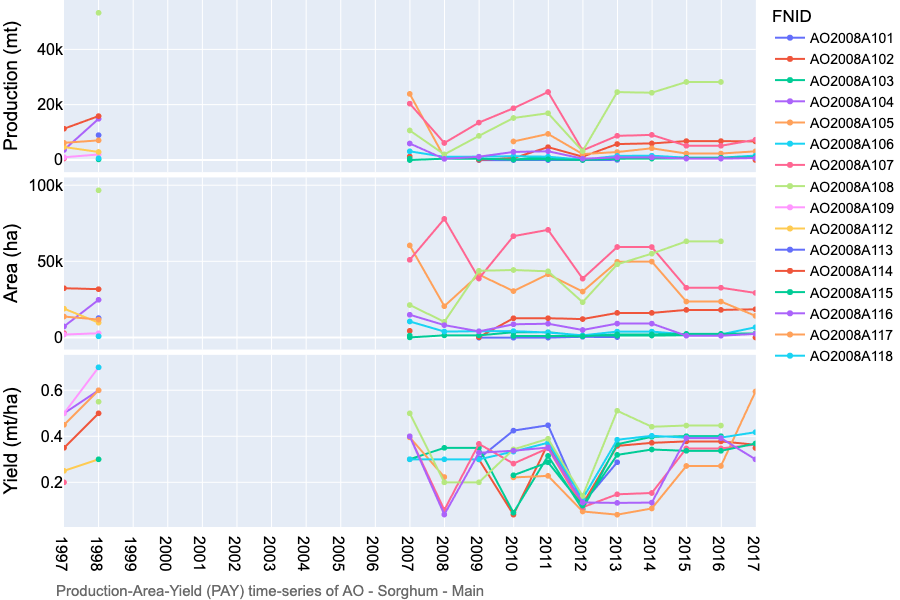 Production (mt)
40k
20k
0
Area (ha)
100k
50k
0
Yield (mt/ha)
0.6
0.4
0.2
1997
1998
1999
2000
2001
2002
2003
2004
2005
2006
2007
2008
2009
2010
2011
2012
2013
2014
2015
2016
2017
Production-Area-Yield (PAY) time-series of AO - Sorghum - Main
FNID
AO2008A101
AO2008A102
AO2008A103
AO2008A104
AO2008A105
AO2008A106
AO2008A107
AO2008A108
AO2008A109
AO2008A112
AO2008A113
AO2008A114
AO2008A115
AO2008A116
AO2008A117
AO2008A118